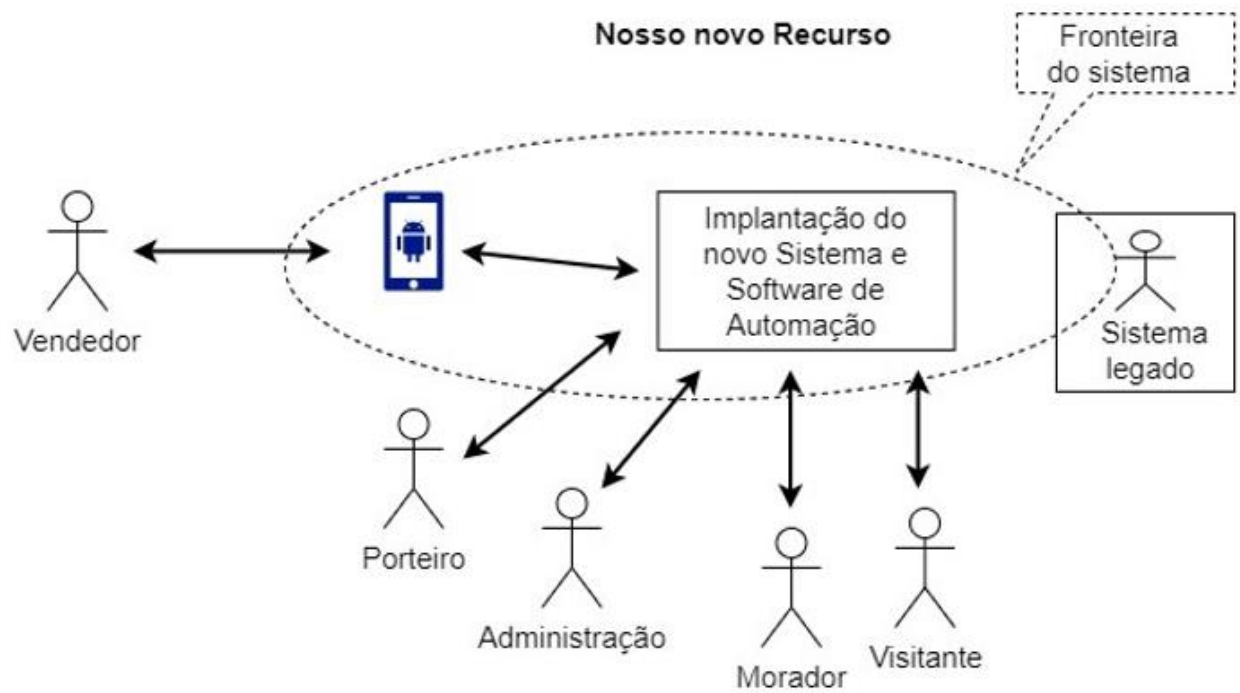 Nosso novo Recurso
Fronteira
do sistema
Implantação do
novo Sistema e
Software de
Automação
Vendedor
Sistema
legado
Porteiro
Administração
Morador
Visitante